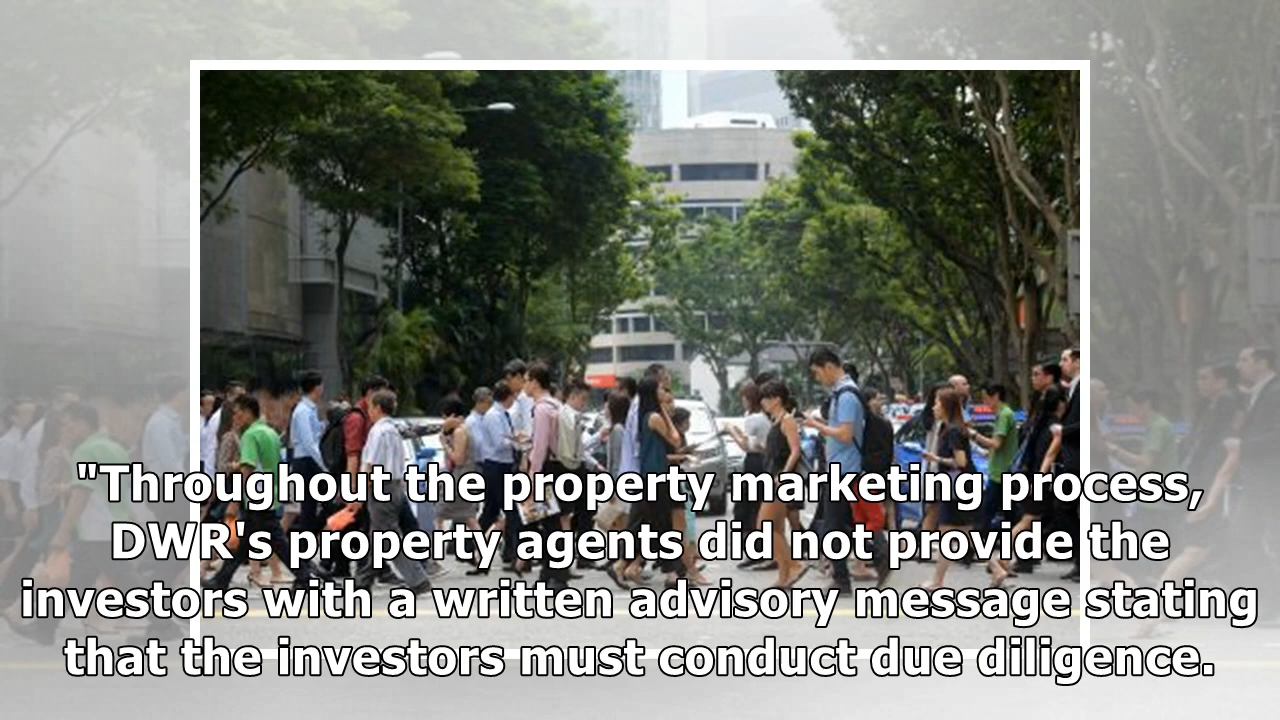 "Throughout the property marketing process,
DWR's property agents did not provide the
investors with a written advisory message stating
that the investors must conduct due diligence.